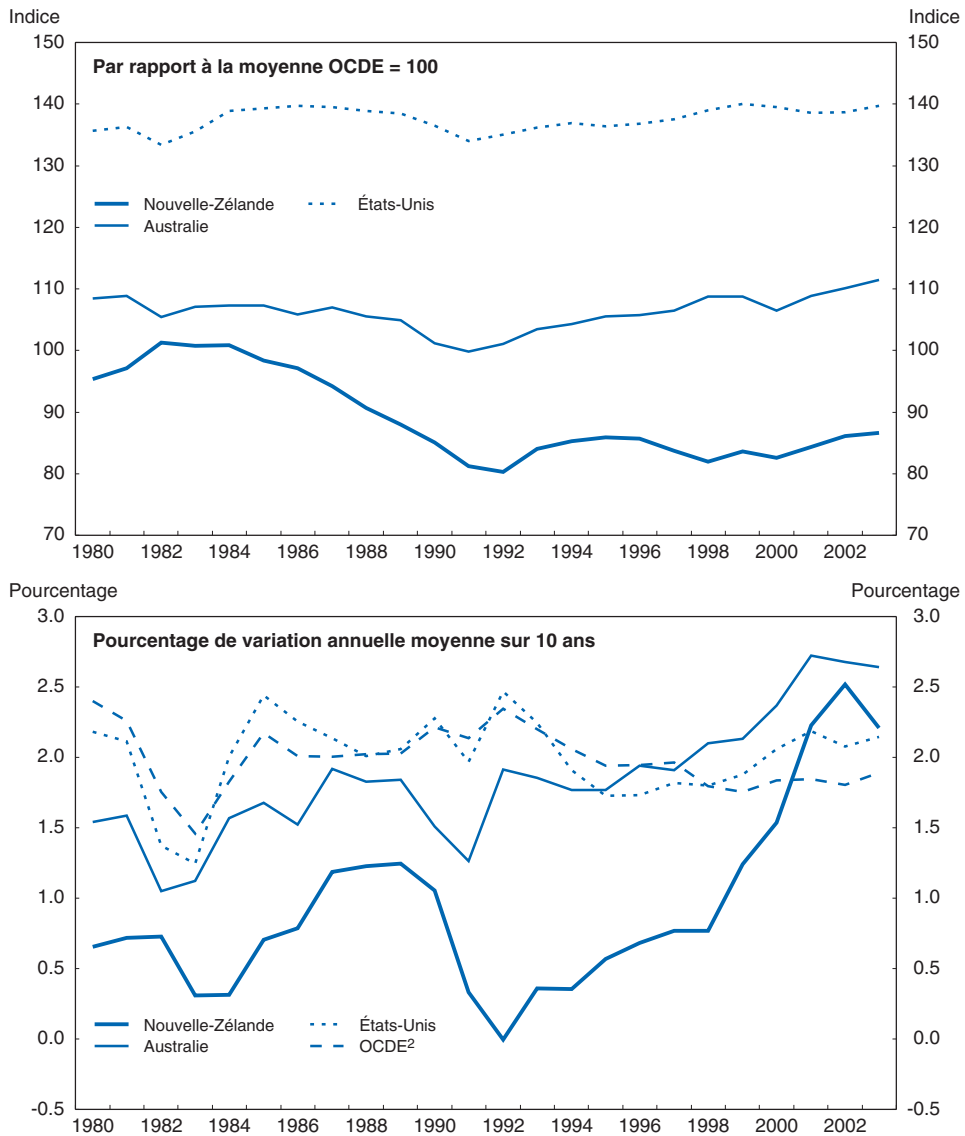 Indice Indice
150 150
Par rapport à la moyenne OCDE = 100
140 140
130 130
Nouvelle-Zélande États-Unis
120 120
Australie
110 110
100 100
90 90
80 80
70 70
1980 1982 1984 1986 1988 1990 1992 1994 1996 1998 2000 2002
Pourcentage Pourcentage
3.0 3.0
Pourcentage de variation annuelle moyenne sur 10 ans
2.5 2.5
2.0 2.0
1.5 1.5
1.0 1.0
0.5 0.5
Nouvelle-Zélande États-Unis
0.0 0.0
Australie OCDE²
-0.5 -0.5
1980 1982 1984 1986 1988 1990 1992 1994 1996 1998 2000 2002